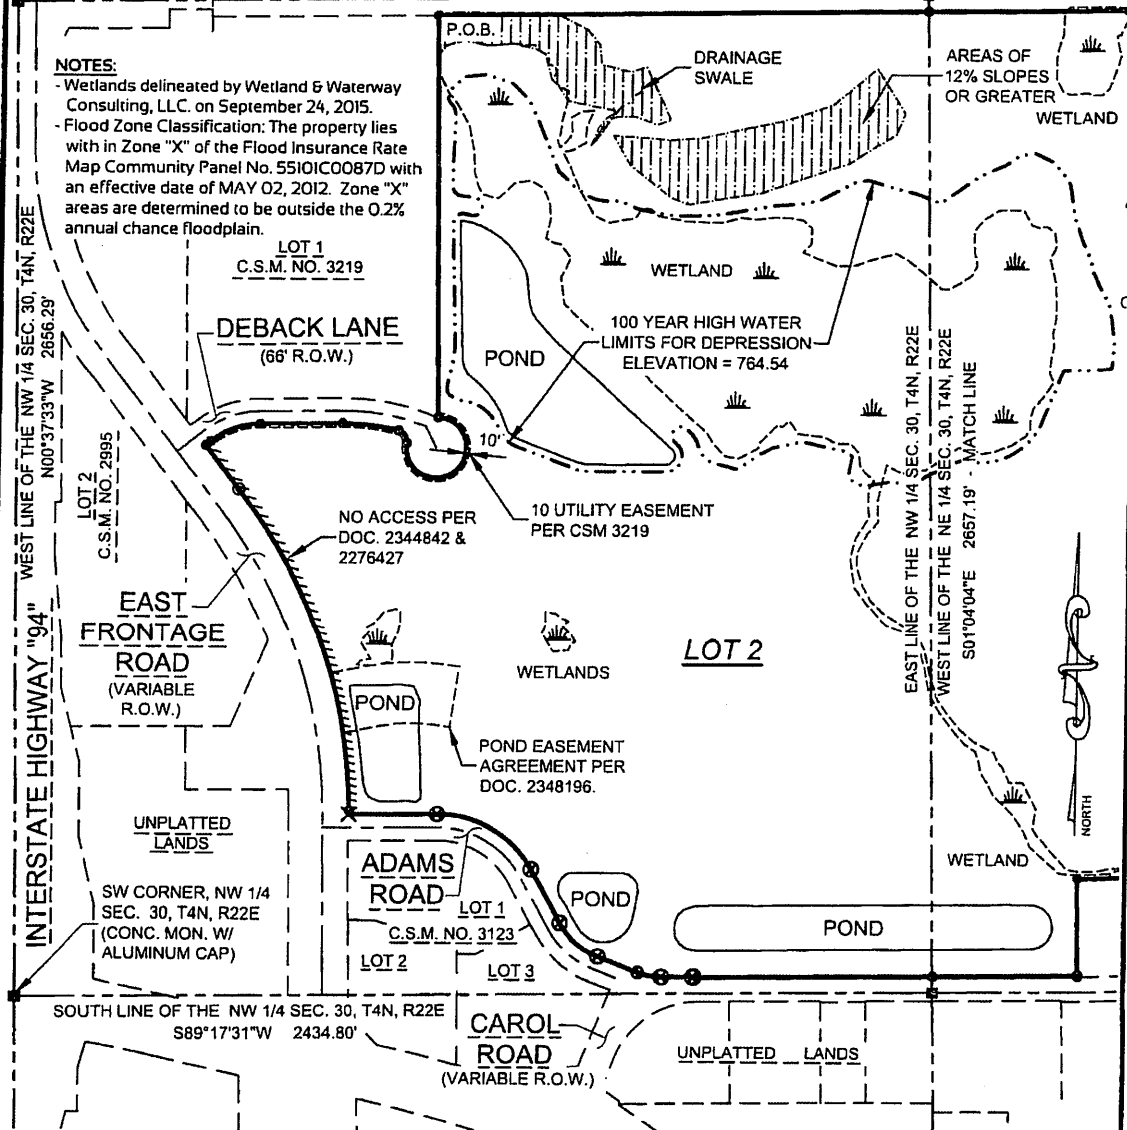 P.O.B.
DRAINAGE
SWALE
AREAS OF
12% SLOPES
OR GREATER
WETLAND
NOTES:
- Wetlands delineated by Wetland & Waterway
Consulting, LLC. on September 24, 2015.
- Flood Zone Classification: The property lies
with in Zone "X" of the Flood Insurance Rate
Map Community Panel No. 55101C0087D with
an effective date of MAY 02, 2012. Zone "X"
areas are determined to be outside the 0.2%
annual chance floodplain.
LOT 1
C.S.M. NO. 3219
WETLAND
DEBACK LANE
(66' R.O.W.)
100 YEAR HIGH WATER
LIMITS FOR DEPRESSION
ELEVATION = 764.54
POND
WEST LINE OF THE NW 1/4 SEC. 30, T4N, R22E
N00°37'33"W 2656.29'
LOT 2
C.S.M. NO. 2995
10'
10 UTILITY EASEMENT
PER CSM 3219
NO ACCESS PER
DOC. 2344842 &
2276427
EAST LINE OF THE NW 1/4 SEC. 30, T4N, R22E
WEST LINE OF THE NE 1/4 SEC. 30, T4N, R22E
S01°04'04"E 2657.19' - MATCH LINE
EAST
FRONTAGE
ROAD
(VARIABLE
R.O.W.)
INTERSTATE HIGHWAY "94"
WETLANDS
LOT 2
POND
POND EASEMENT
AGREEMENT PER
DOC. 2348196.
NORTH
UNPLATTED
LANDS
ADAMS
ROAD
WETLAND
SW CORNER, NW 1/4
SEC. 30, T4N, R22E
(CONC. MON. W/
ALUMINUM CAP)
LOT 1
C.S.M. NO. 3123
LOT 2
LOT 3
POND
POND
SOUTH LINE OF THE NW 1/4 SEC. 30, T4N, R22E
S89°17'31"W 2434.80'
CAROL
ROAD
(VARIABLE R.O.W.)
UNPLATTED LANDS